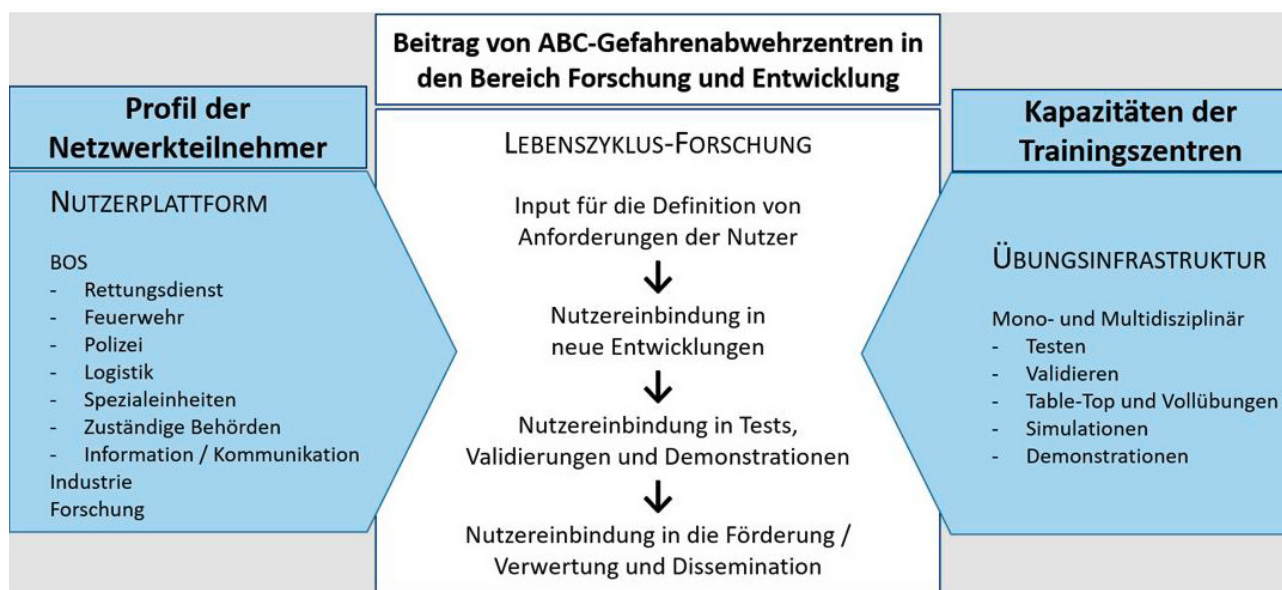 Beitrag von ABC-Gefahrenabwehrzentren in
den Bereich Forschung und Entwicklung
Profil der
Netzwerkteilnehmer
NUTZERPLATTFORM
BOS
- Rettungsdienst
- Feuerwehr
- Polizei
- Logistik
- Spezialeinheiten
- Zuständige Behörden
- Information / Kommunikation
Industrie
Forschung
LEBENSZYKLUS-FORSCHUNG
Input für die Definition von
Anforderungen der Nutzer
↓
Nutzereinbindung in
neue Entwicklungen
↓
Nutzereinbindung in Tests,
Validierungen und Demonstrationen
↓
Nutzereinbindung in die Förderung /
Verwertung und Dissemination
Kapazitäten der
Trainingszentren
ÜBUNGSINFRASTRUKTUR
Mono- und Multidisziplinär
- Testen
- Validieren
- Table-Top und Vollübungen
- Simulationen
- Demonstrationen